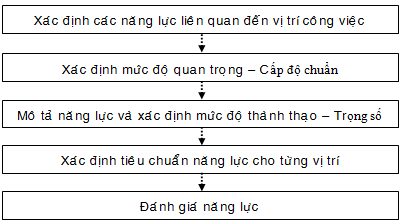 Xác định các năng lực liên quan đến vị trí công việc
Xác định mức độ quan trọng – Cấp độ chuẩn
Mô tả năng lực và xác định mức độ thành thạo – Trọng số
Xác định tiêu chuẩn năng lực cho từng vị trí
Đánh giá năng lực